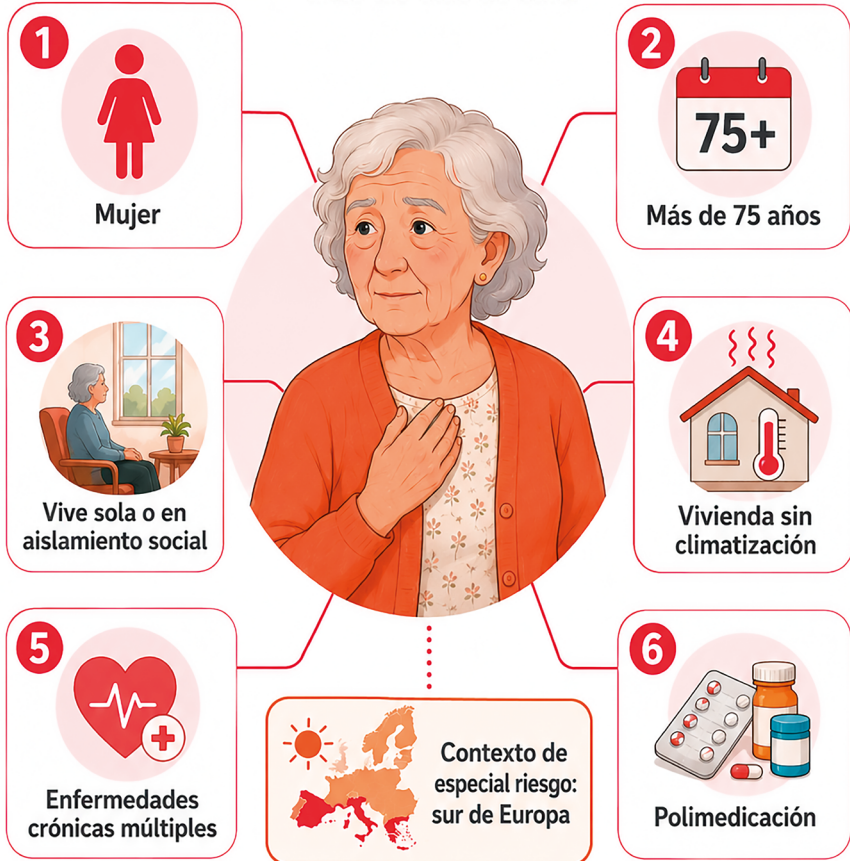 1
Mujer
2
75+
Más de 75 años
3
Vive sola o en
aislamiento social
4
Vivienda sin
climatización
5
Enfermedades
crónicas múltiples
Contexto de
especial riesgo:
sur de Europa
6
Polimedicación